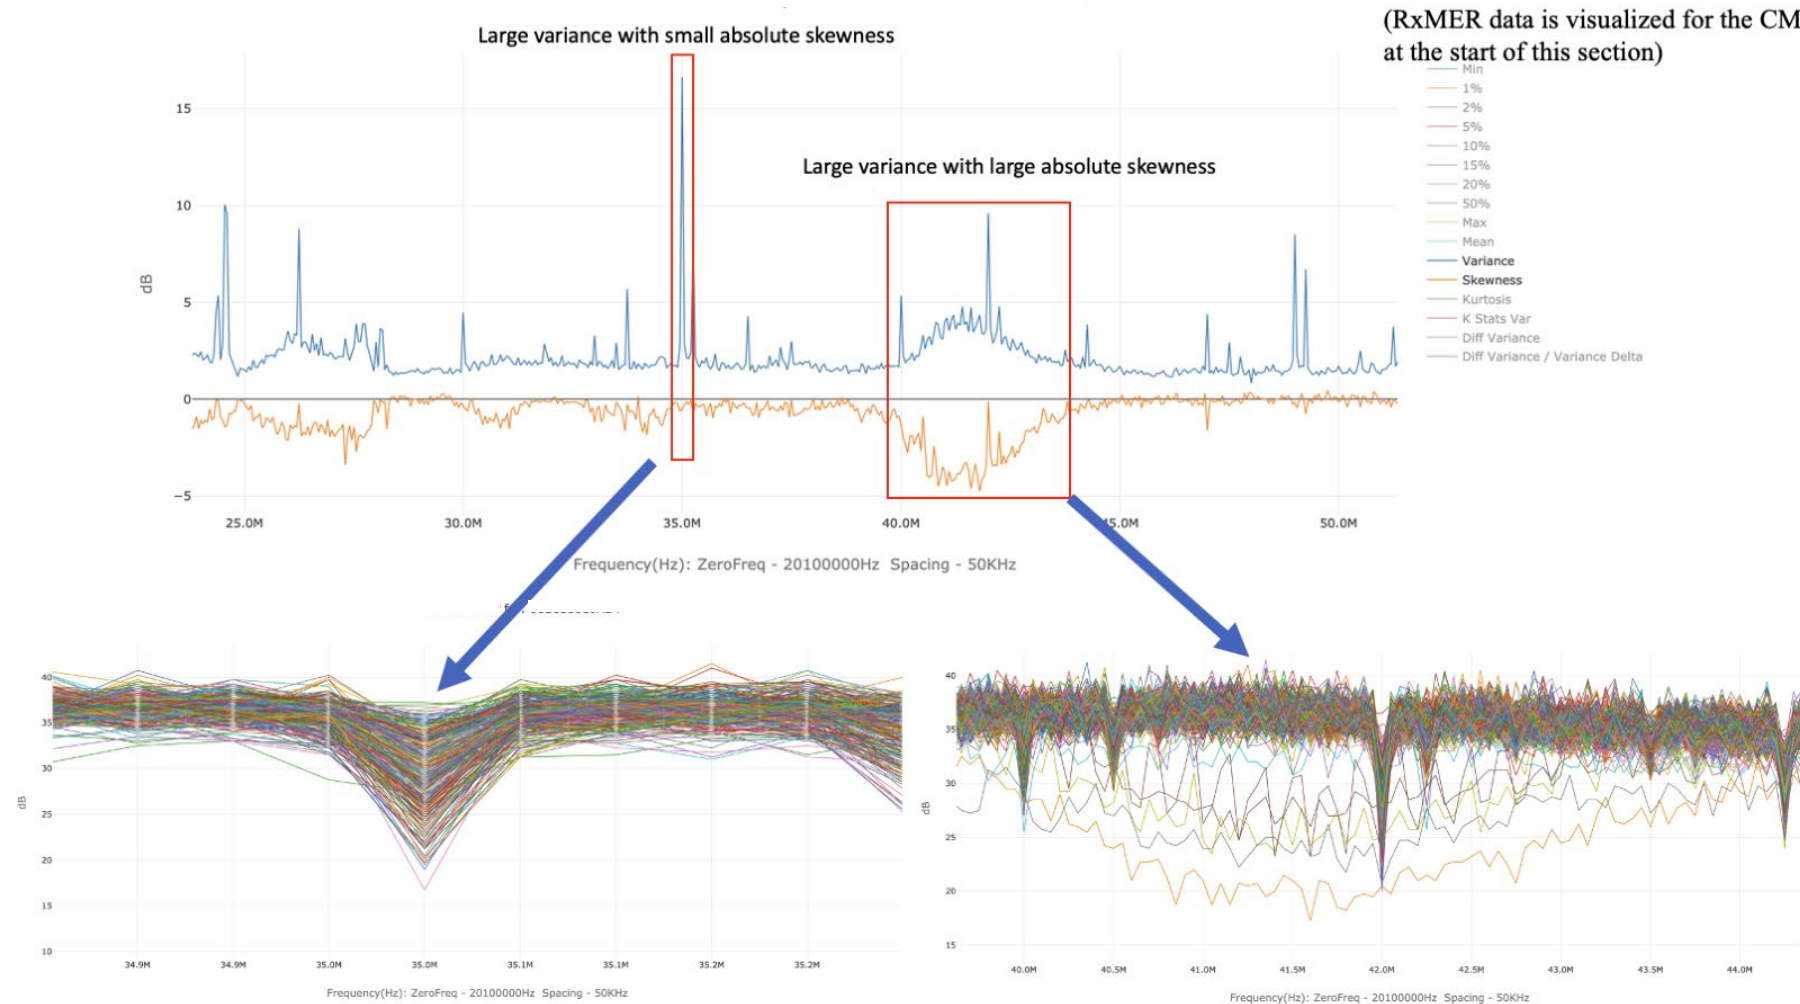 Large variance with small absolute skewness
(RxMER data is visualized for the CM
at the start of this section)
Min
1%
2%
5%
10%
15%
20%
50%
Max
Mean
Variance
Skewness
Kurtosis
K Stats Var
Diff Variance
Diff Variance / Variance Delta
Large variance with large absolute skewness
15
10
5
0
−5
dB
25.0M 30.0M 35.0M 40.0M 45.0M 50.0M
Frequency(Hz): ZeroFreq - 20100000Hz Spacing - 50KHz
40
35
30
25
20
15
10
dB
34.9M 34.9M 35.0M 35.0M 35.1M 35.1M 35.2M 35.2M
Frequency(Hz): ZeroFreq - 20100000Hz Spacing - 50KHz
40
35
30
25
20
15
dB
40.0M 40.5M 41.0M 41.5M 42.0M 42.5M 43.0M 43.5M 44.0M
Frequency(Hz): ZeroFreq - 20100000Hz Spacing - 50KHz